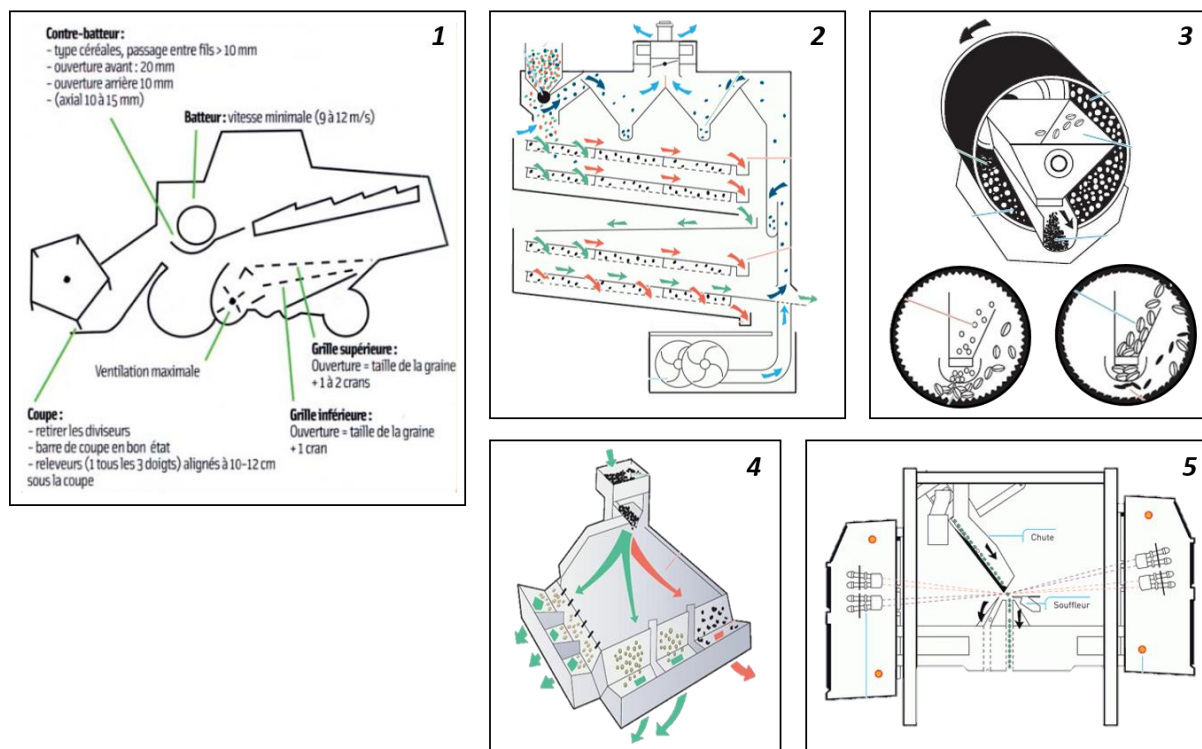 1
Contre-batteur :
- type céréales, passage entre fils > 10 mm
- ouverture avant : 20 mm
- ouverture arrière 10 mm
- (axial 10 à 15 mm)
Batteur : vitesse minimale (9 à 12 m/s)
Ventilation maximale
Grille supérieure :
Ouverture = taille de la graine
+ 1 à 2 crans
Coupe :
- retirer les diviseurs
- barre de coupe en bon état
- releveurs (1 tous les 3 doigts) alignés à 10-12 cm
sous la coupe
Grille inférieure :
Ouverture = taille de la graine
+ 1 cran
2
3
4
5
Chute
Souffleur